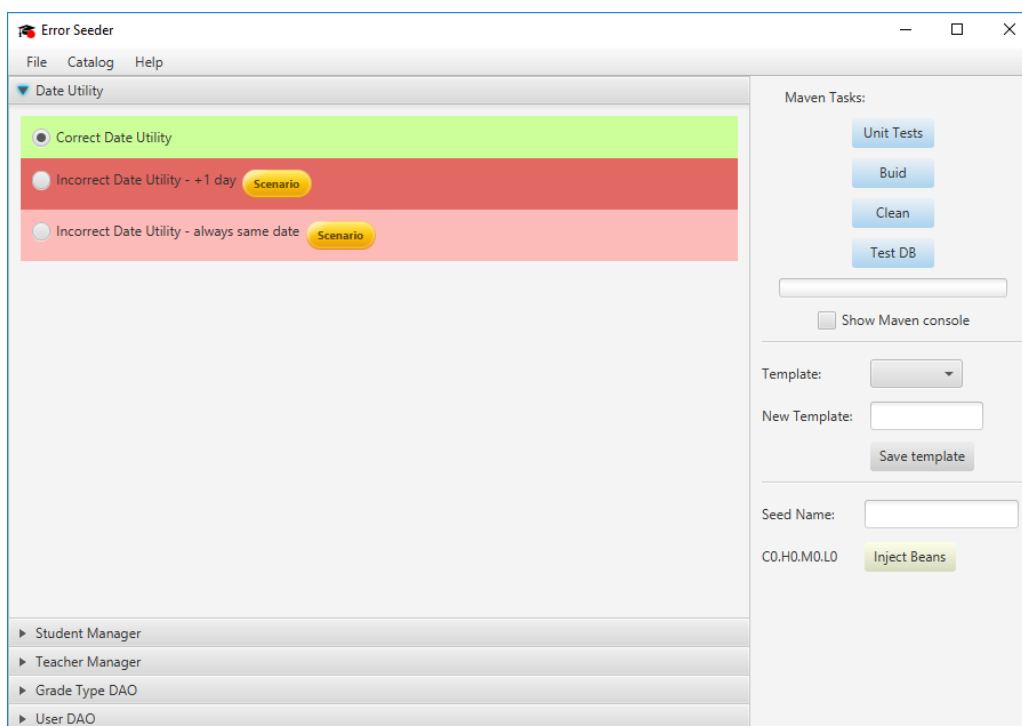 Error Seeder
File Catalog Help
Date Utility
Correct Date Utility
Incorrect Date Utility - +1 day Scenario
Incorrect Date Utility - always same date Scenario
Student Manager
Teacher Manager
Grade Type DAO
User DAO
Maven Tasks:
Unit Tests
Buid
Clean
Test DB
Show Maven console
Template:
New Template:
Save template
Seed Name:
C0.H0.M0.L0 Inject Beans